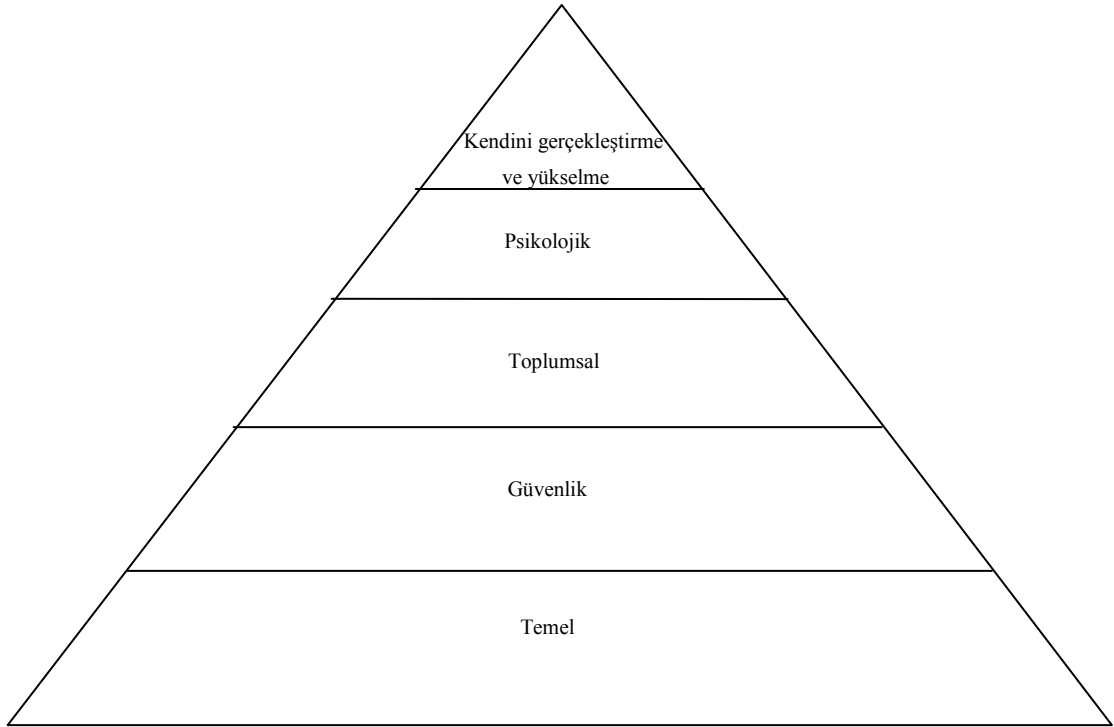 Kendini gerçekleştirme
ve yükselme
Psikolojik
Toplumsal
Güvenlik
Temel